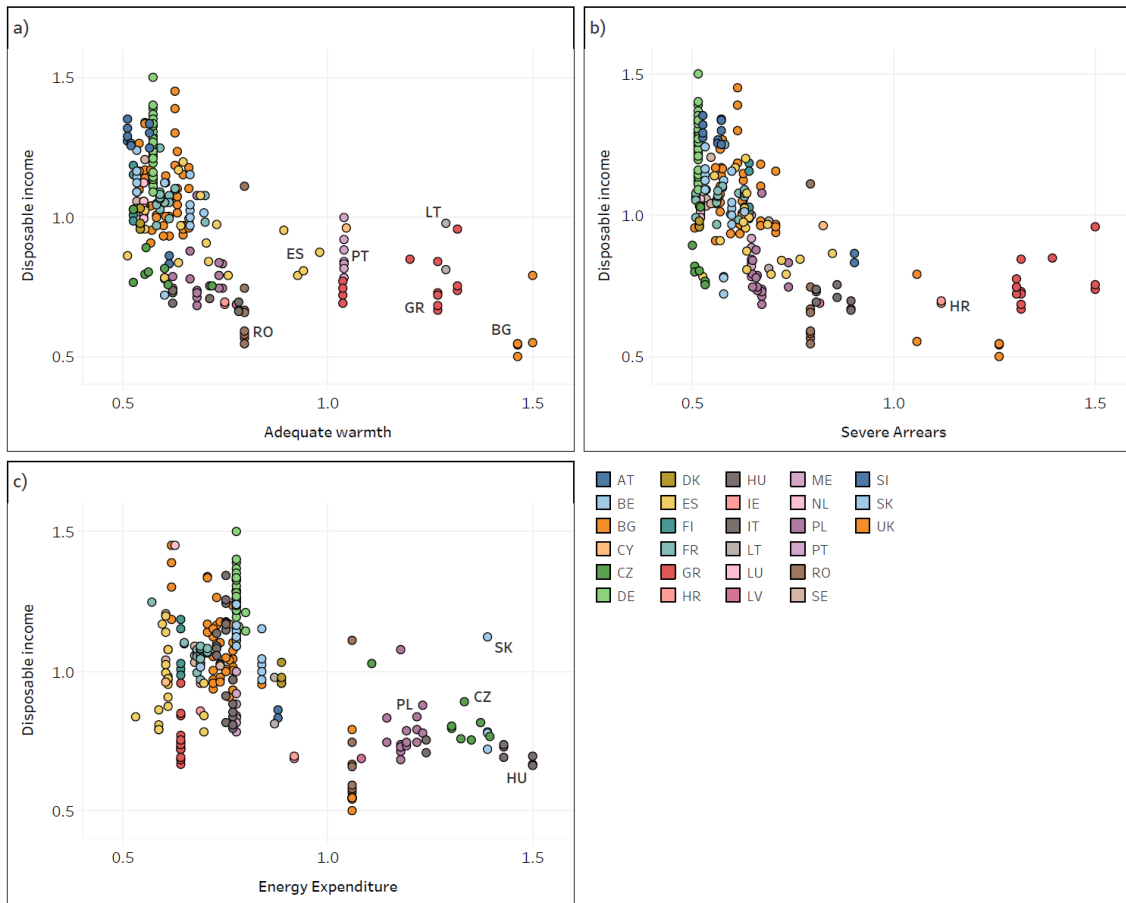 a)
Disposable income
1.5
1.0
0.5
LT
ES
PT
GR
RO
BG
0.5
1.0
1.5
Adequate warmth
b)
Disposable income
1.5
1.0
0.5
HR
0.5
1.0
1.5
Severe Arrears
c)
Disposable income
1.5
1.0
0.5
SK
CZ
PL
HU
0.5
1.0
1.5
Energy Expenditure
AT DK HU ME SI
BE ES IE NL SK
BG FI IT PL UK
CY FR LT PT
CZ GR LU RO
DE HR LV SE